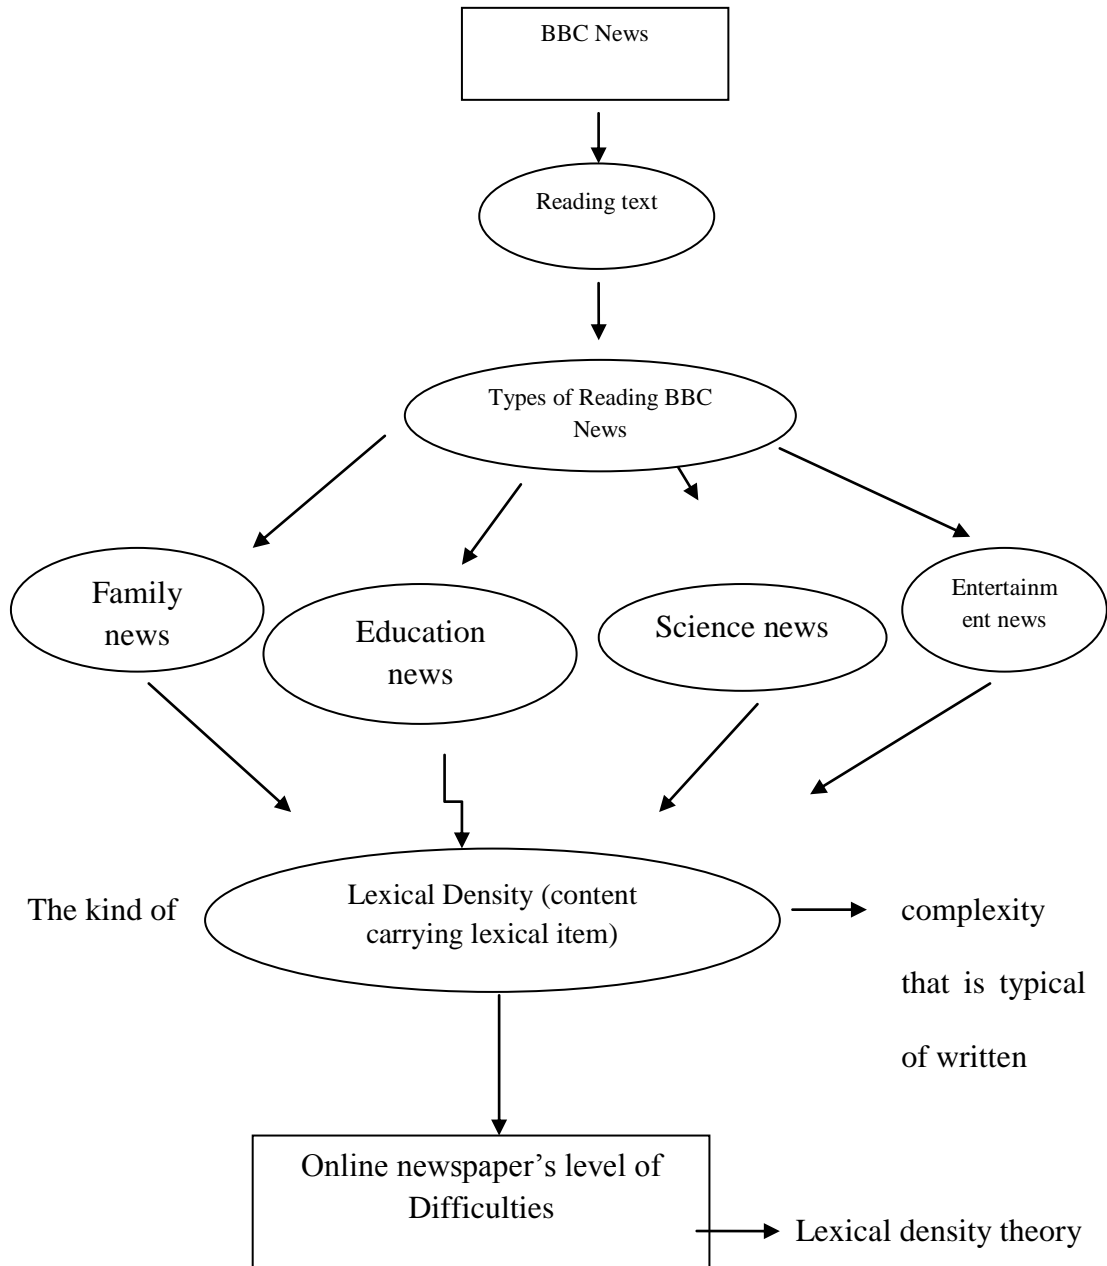 BBC News
Reading text
Types of Reading BBC
News
Family
news
Education
news
Science news
Entertainm
ent news
The kind of
Lexical Density (content
carrying lexical item)
complexity
that is typical
of written
Online newspaper’s level of
Difficulties
Lexical density theory